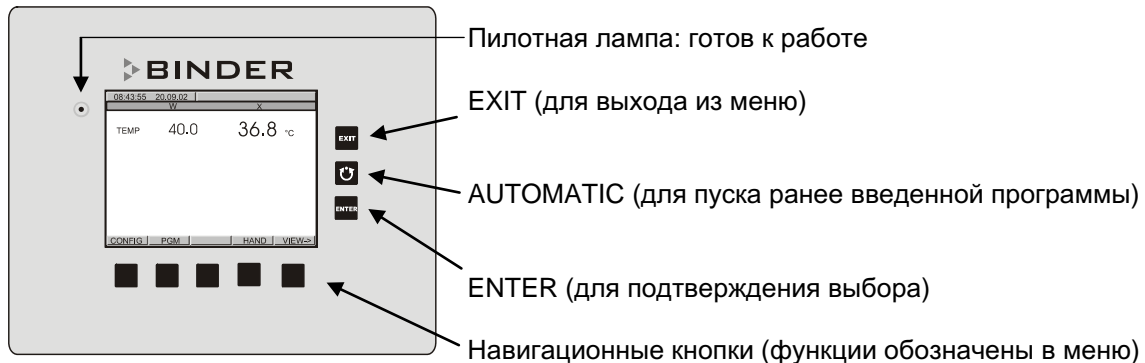 Пилотная лампа: готов к работе
BINDER
08:43:55 20.09.02
W X
TEMP 40.0 36.8 °C
EXIT
ENTER
CONFIG PGM HAND VIEW->
EXIT (для выхода из меню)
AUTOMATIC (для пуска ранее введенной программы)
ENTER (для подтверждения выбора)
Навигационные кнопки (функции обозначены в меню)